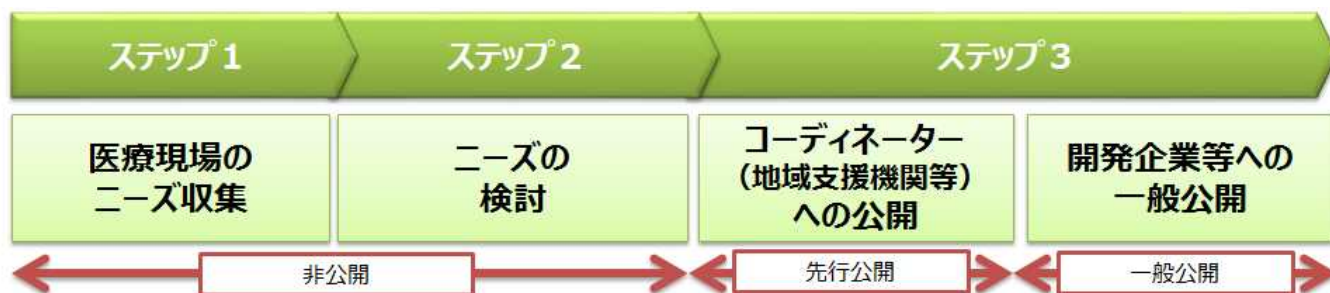 ステップ1
ステップ2
ステップ3
医療現場の
ニーズ収集
ニーズの
検討
コーディネーター
（地域支援機関等）
への公開
開発企業等への
一般公開
非公開
先行公開
一般公開